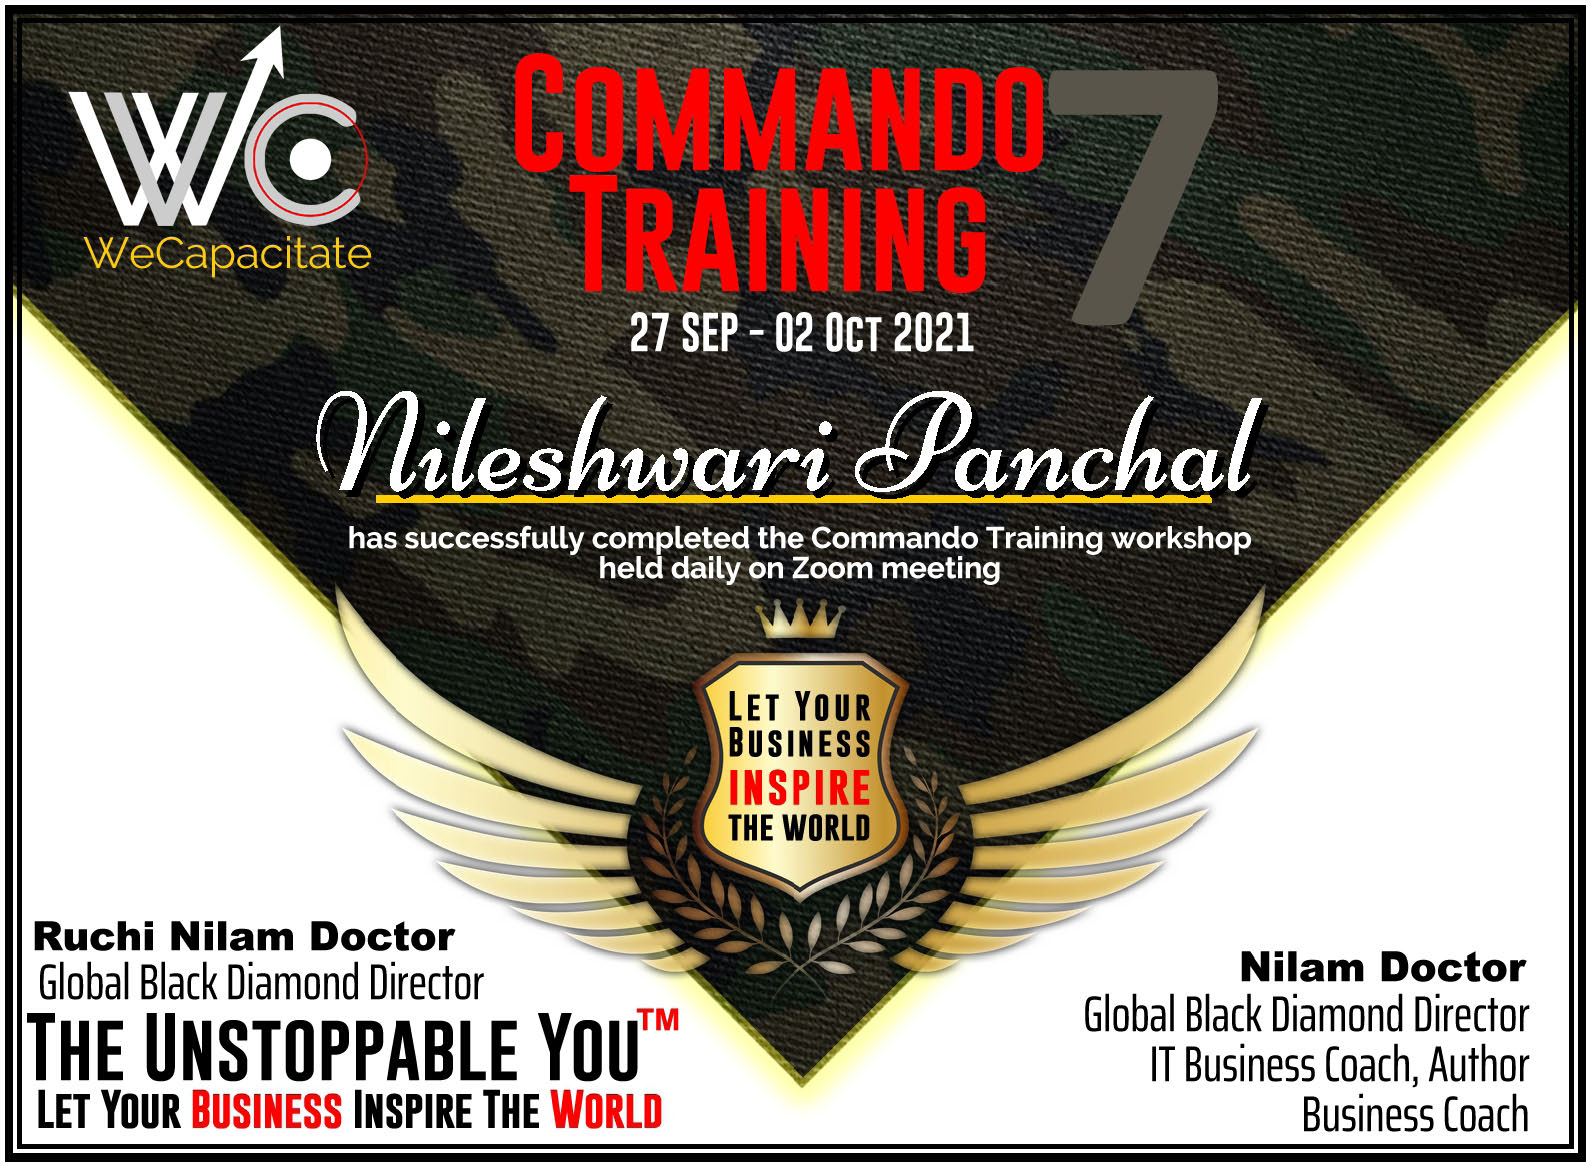 WC
WeCapacitate
COMMANDO
TRAINING
7
27 SEP - 02 OCT 2021
Nileshwari Panchal
has successfully completed the Commando Training workshop
held daily on Zoom meeting
LET YOUR
BUSINESS
INSPIRE
THE WORLD
Ruchi Nilam Doctor
Global Black Diamond Director
THE UNSTOPPABLE YOU™
LET YOUR BUSINESS INSPIRE THE WORLD
Nilam Doctor
Global Black Diamond Director
IT Business Coach, Author
Business Coach